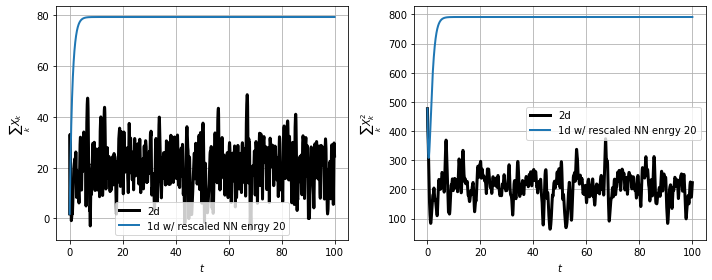 80
60
40
20
0
∑ X_k
k
2d
1d w/ rescaled NN enrgy 20
0 20 40 60 80 100
t
800
700
600
500
400
300
200
100
∑ X_k^2
k
2d
1d w/ rescaled NN enrgy 20
0 20 40 60 80 100
t